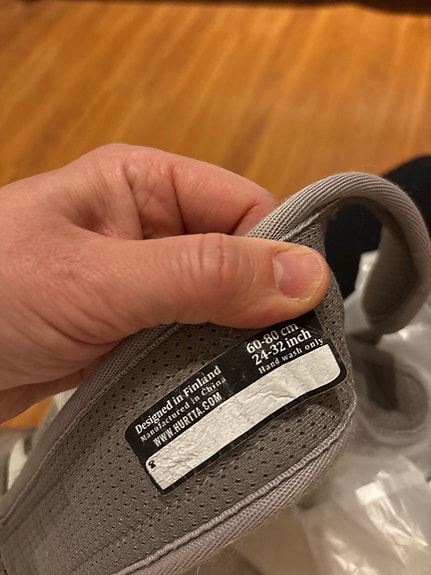 60-80 cm
24-32 inch
Hand wash only
Designed in Finland
Manufactured in China
WWW.HURTTA.COM